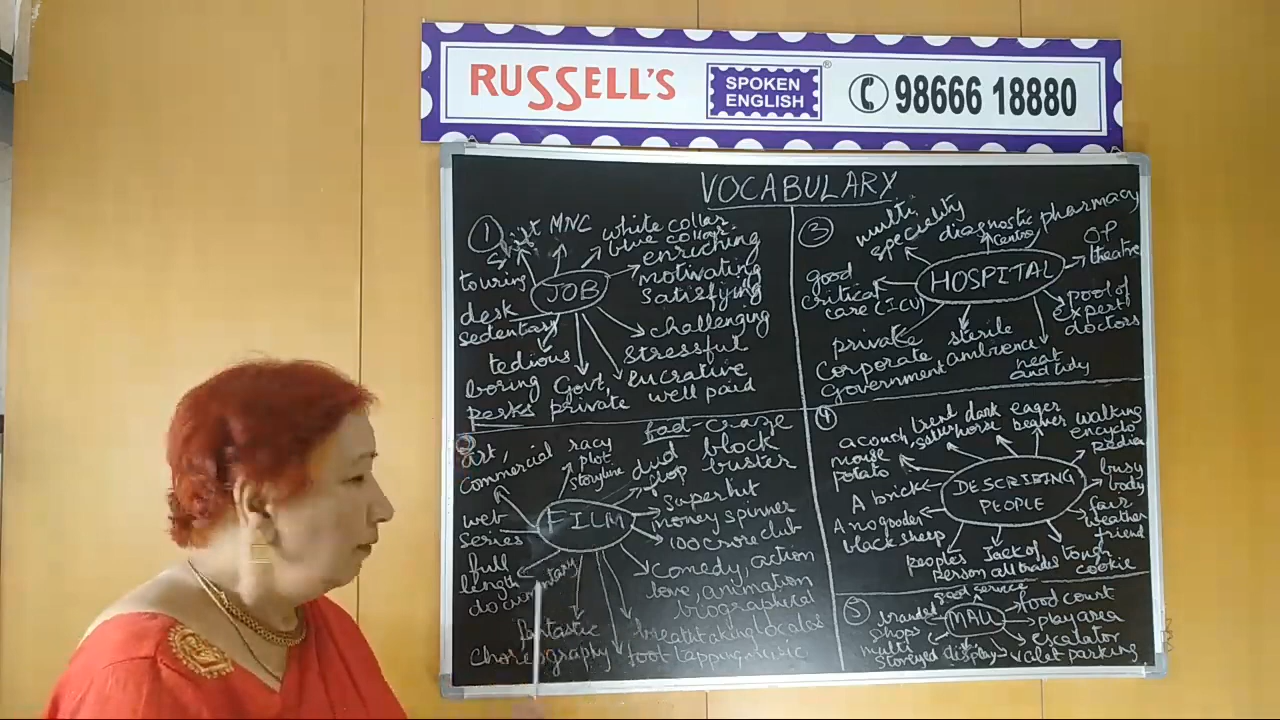 RUSSELL'S
SPOKEN
ENGLISH
®
98666 18880
VOCABULARY
1
MNC
white collar
blue collar
enriching
motivating
satisfying
touring
JOB
desk
sedentary
challenging
tedious
stressful
boring
Govt,
lucrative
perks
private
well paid
art,
commercial
racy
plot
storyline
fad-craze
dud
block
flop
buster
FILM
superhit
money spinner
100 crore club
web
series
full
length
documentary
comedy, action
love, animation
biographical
fantastic
choreography
breathtaking locales
foot tapping music
3
multi
speciality
diagnostic
centre
pharmacy
O.P
theatre
good
critical
care (ICU)
HOSPITAL
pool of
expert
doctors
private
corporate
government
sterile
ambience
neat
and tidy
4
a couch
mouse
potato
dark
horse
eager
beaver
walking
encyclo
pedia
DESCRIBING
PEOPLE
busy
body
A brick
A no gooder
black sheep
fair
weather
friend
people's
person
Jack of
all trades
tough
cookie
5
good service
branded
shops
MALL
food court
play area
escalator
multi
storeyed
display
valet parking